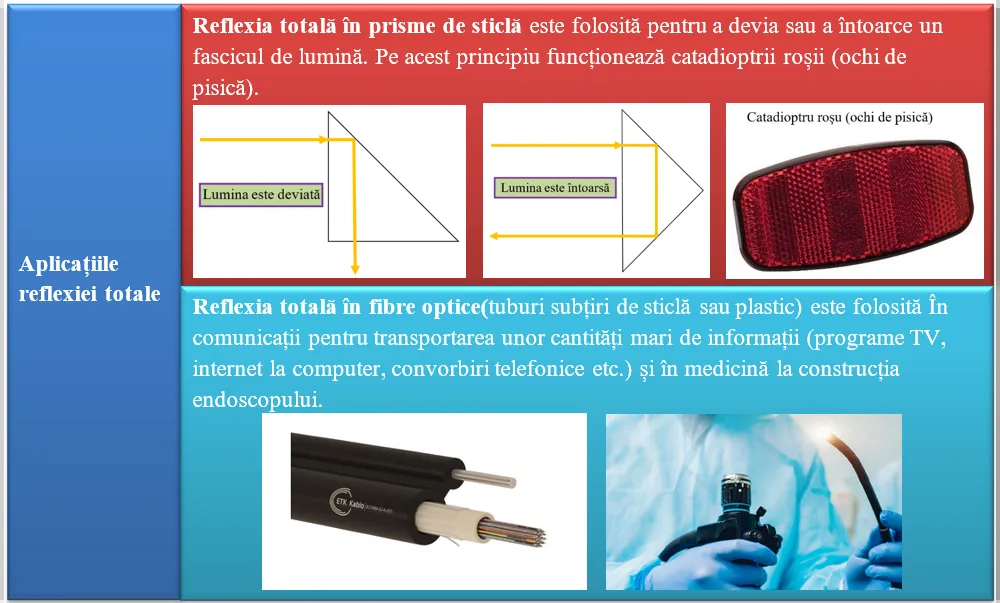 Aplicațiile
reflexiei totale
Reflexia totală în prisme de sticlă este folosită pentru a devia sau a întoarce un
fascicul de lumină. Pe acest principiu funcționează catadioptrii roșii (ochi de
pisică).
Lumina este deviată
Lumina este întoarsă
Catadioptru roșu (ochi de pisică)
Reflexia totală în fibre optice(tuburi subțiri de sticlă sau plastic) este folosită În
comunicații pentru transportarea unor cantități mari de informații (programe TV,
internet la computer, convorbiri telefonice etc.) și în medicină la construcția
endoscopului.
ETK Kablo